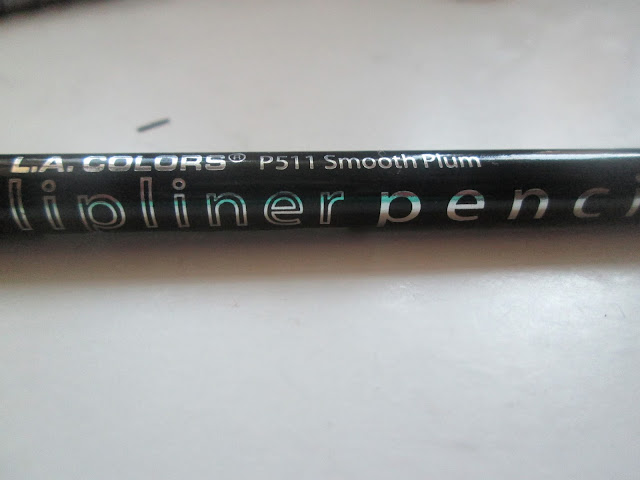 L.A. COLORS® P511 Smooth Plum
lipliner penci